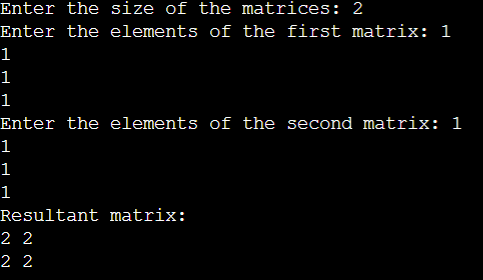 Enter the size of the matrices: 2
Enter the elements of the first matrix: 1
1
1
1
Enter the elements of the second matrix: 1
1
1
1
Resultant matrix:
2 2
2 2